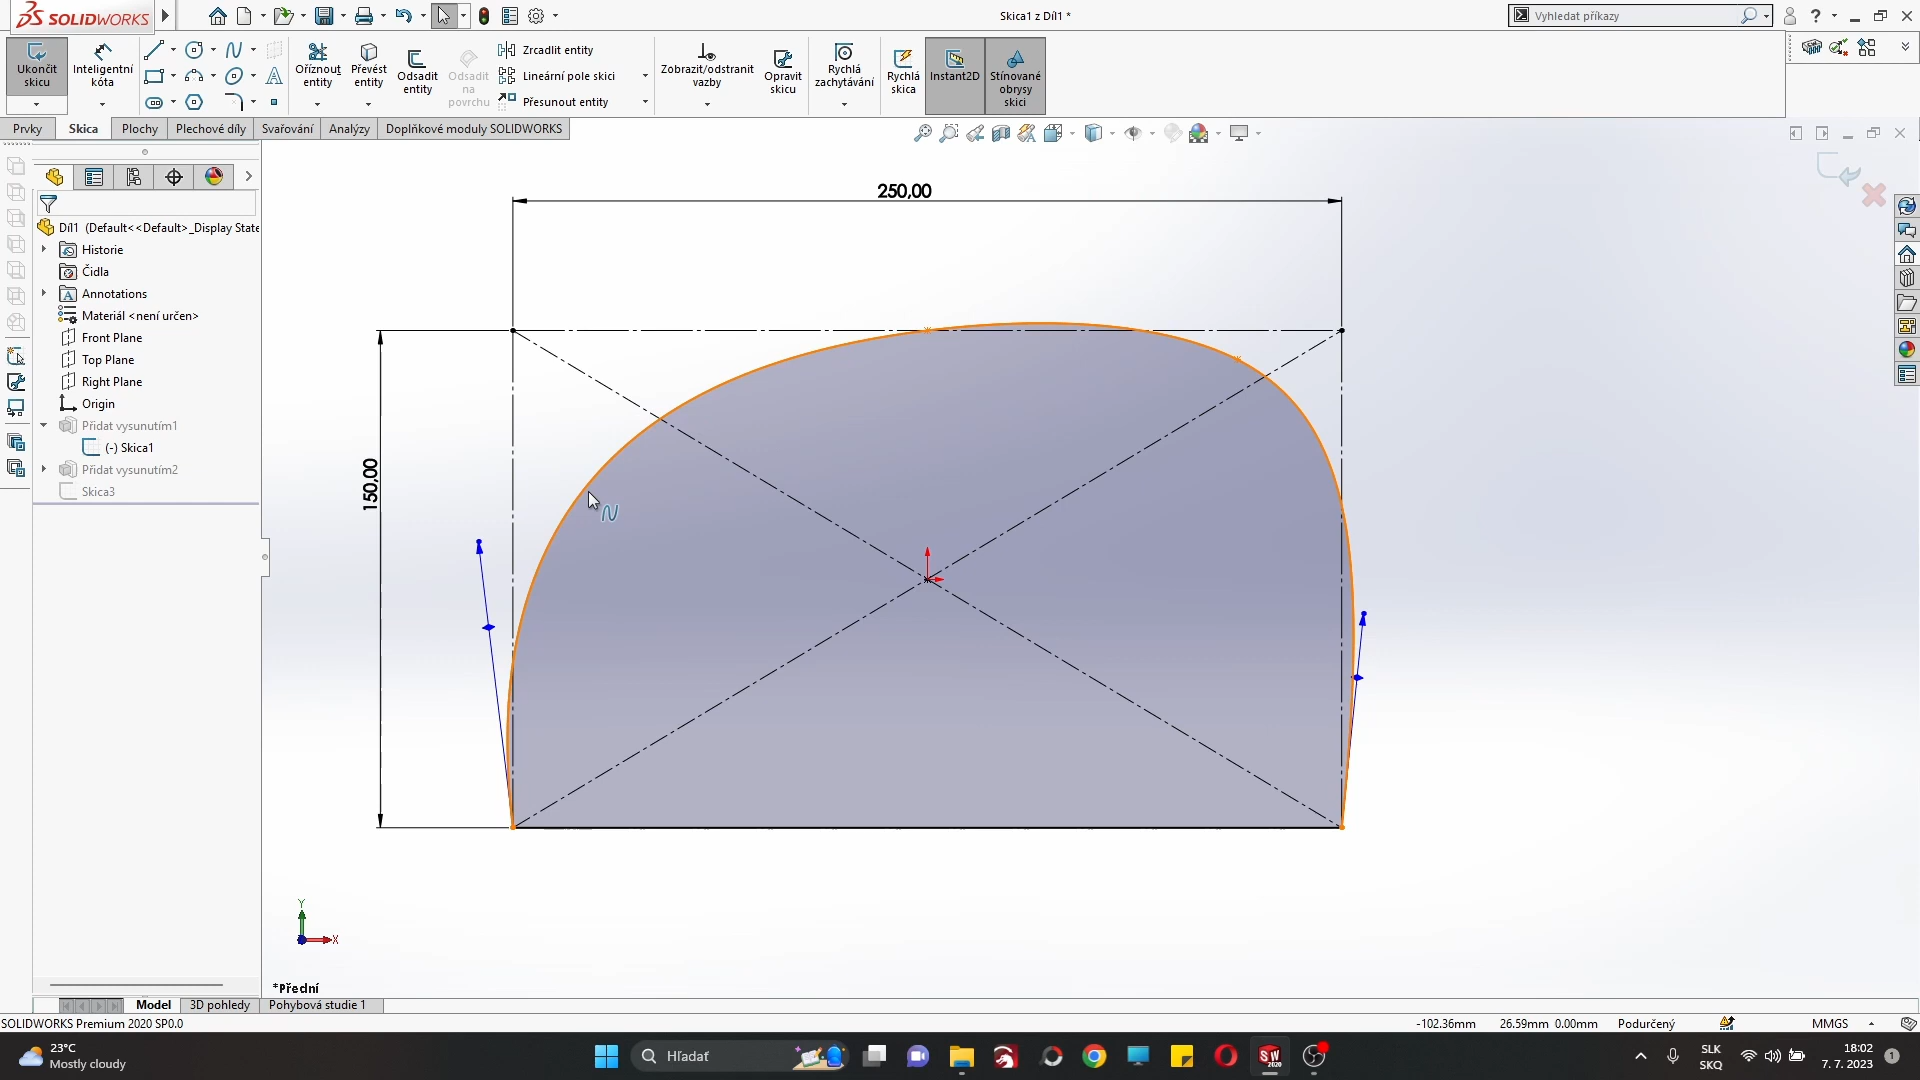 SOLIDWORKS
Skica1 z Díl1 *
Vyhledat příkazy
Ukončit skicu
Inteligentní kóta
Oříznout entity
Převést entity
Odsadit entity
Odsadit na povrchu
Zrcadlit entity
Lineární pole skici
Přesunout entity
Zobrazit/odstranit vazby
Opravit skicu
Rychlá zachytávání
Rychlá skica
Instant2D
Stínované obrysy skici
Prvky
Skica
Plochy
Plechové díly
Svařování
Analýzy
Doplňkové moduly SOLIDWORKS
Díl1 (Default<<Default>_Display State
Historie
Čidla
Annotations
Materiál <není určen>
Front Plane
Top Plane
Right Plane
Origin
Přidat vysunutím1
(-) Skica1
Přidat vysunutím2
Skica3
250,00
150,00
Y
X
*Přední
Model
3D pohledy
Pohybová studie 1
SOLIDWORKS Premium 2020 SP0.0
-102.36mm
26.59mm 0.00mm
Podurčený
MMGS
23°C
Mostly cloudy
Hľadať
SW
2020
SLK
SKQ
18:02
7. 7. 2023
1